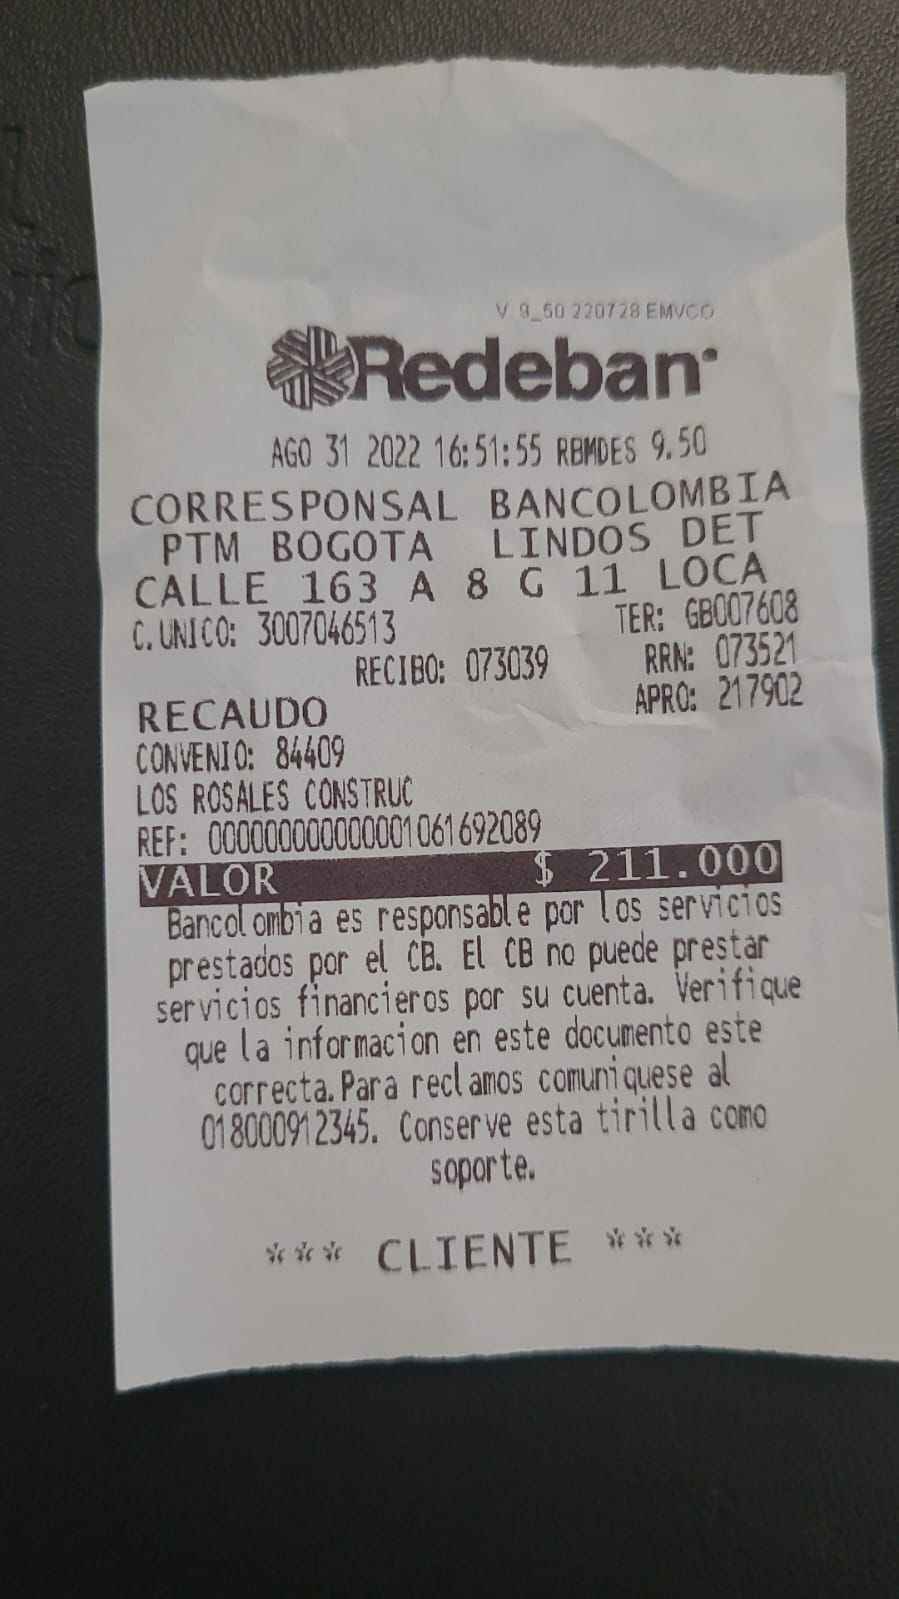 V 9_50 220728 EMVCO
Redeban
AGO 31 2022 16:51:55 RBMDES 9.50
CORRESPONSAL BANCOLOMBIA
PTM BOGOTA LINDOS DET
CALLE 163 A 8 G 11 LOCA
C.UNICO: 3007046513 TER: GB007608
RECIBO: 073039 RRN: 073521
RECAUDO APRO: 217902
CONVENIO: 84409
LOS ROSALES CONSTRUC
REF: 00000000000001061692089
VALOR $ 211.000
Bancolombia es responsable por los servicios
prestados por el CB. El CB no puede prestar
servicios financieros por su cuenta. Verifique
que la informacion en este documento este
correcta.Para reclamos comuniquese al
018000912345. Conserve esta tirilla como
soporte.
*** CLIENTE ***